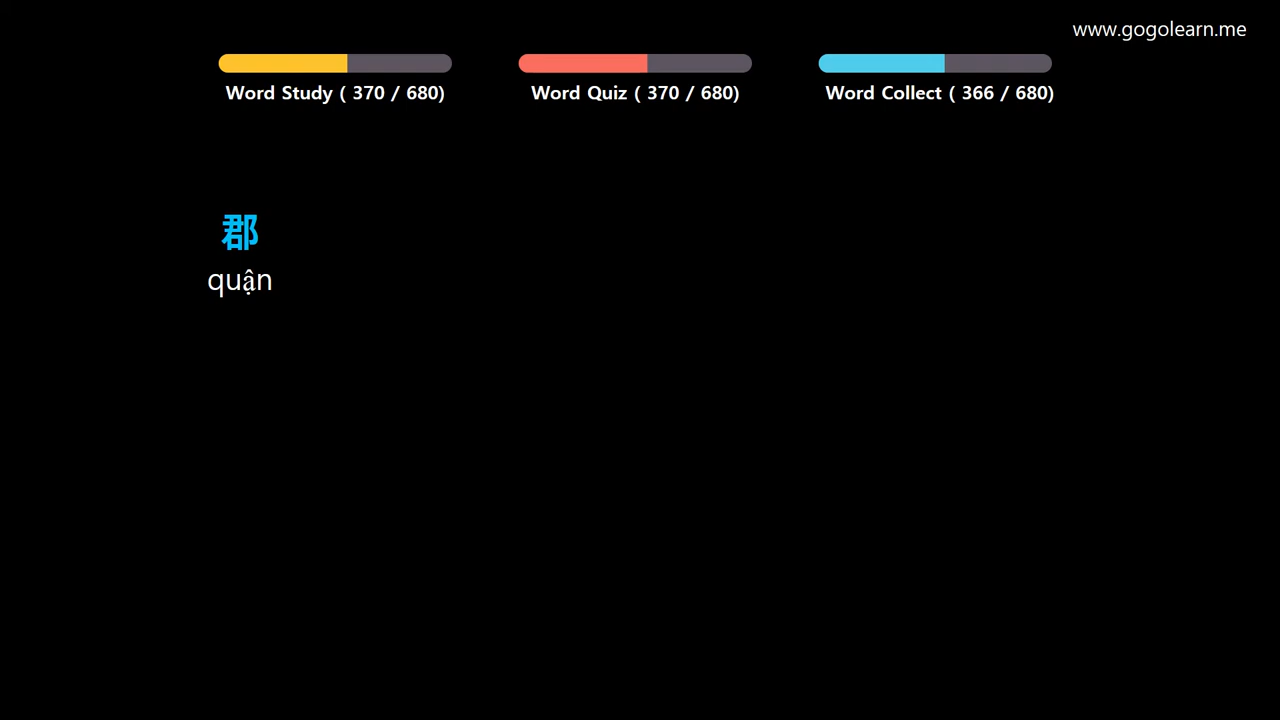 www.gogolearn.me
Word Study ( 370 / 680)
Word Quiz ( 370 / 680)
Word Collect ( 366 / 680)
郡
quận